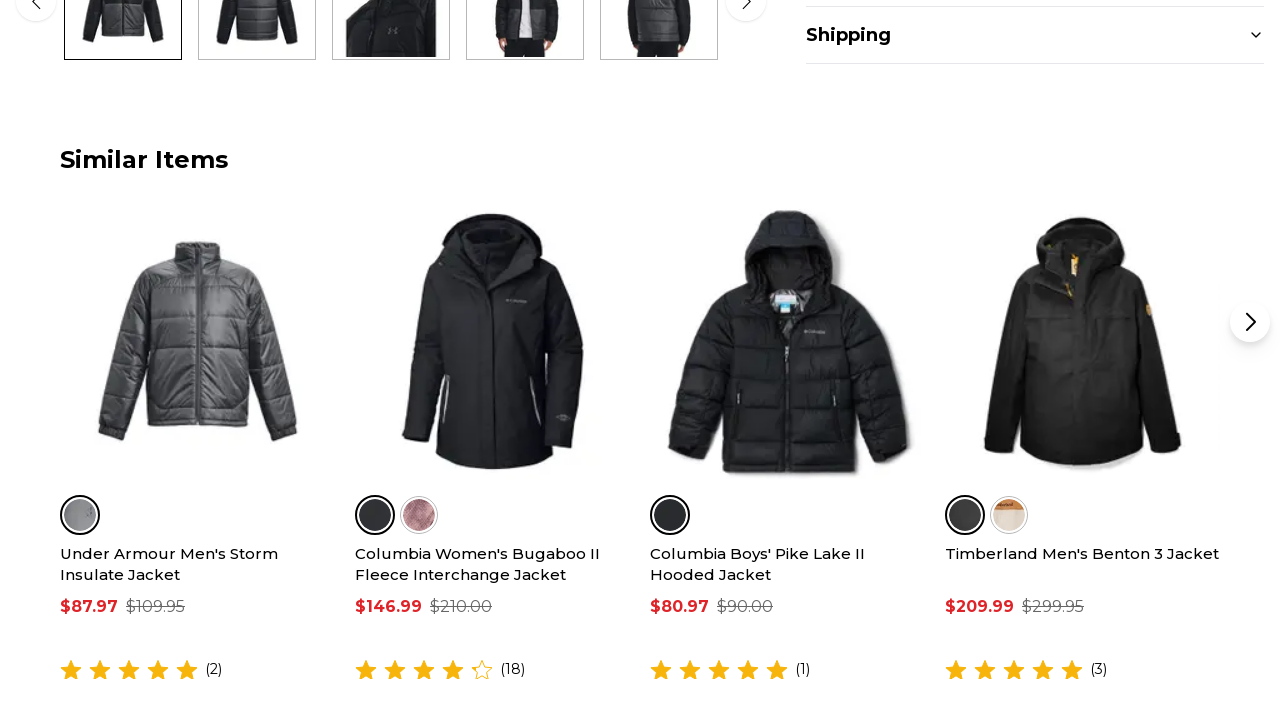 Shipping
Similar Items
Under Armour Men's Storm
Insulate Jacket
$87.97 $109.95
(2)
Columbia Women's Bugaboo II
Fleece Interchange Jacket
$146.99 $210.00
(18)
Columbia Boys' Pike Lake II
Hooded Jacket
$80.97 $90.00
(1)
Timberland Men's Benton 3 Jacket
$209.99 $299.95
(3)